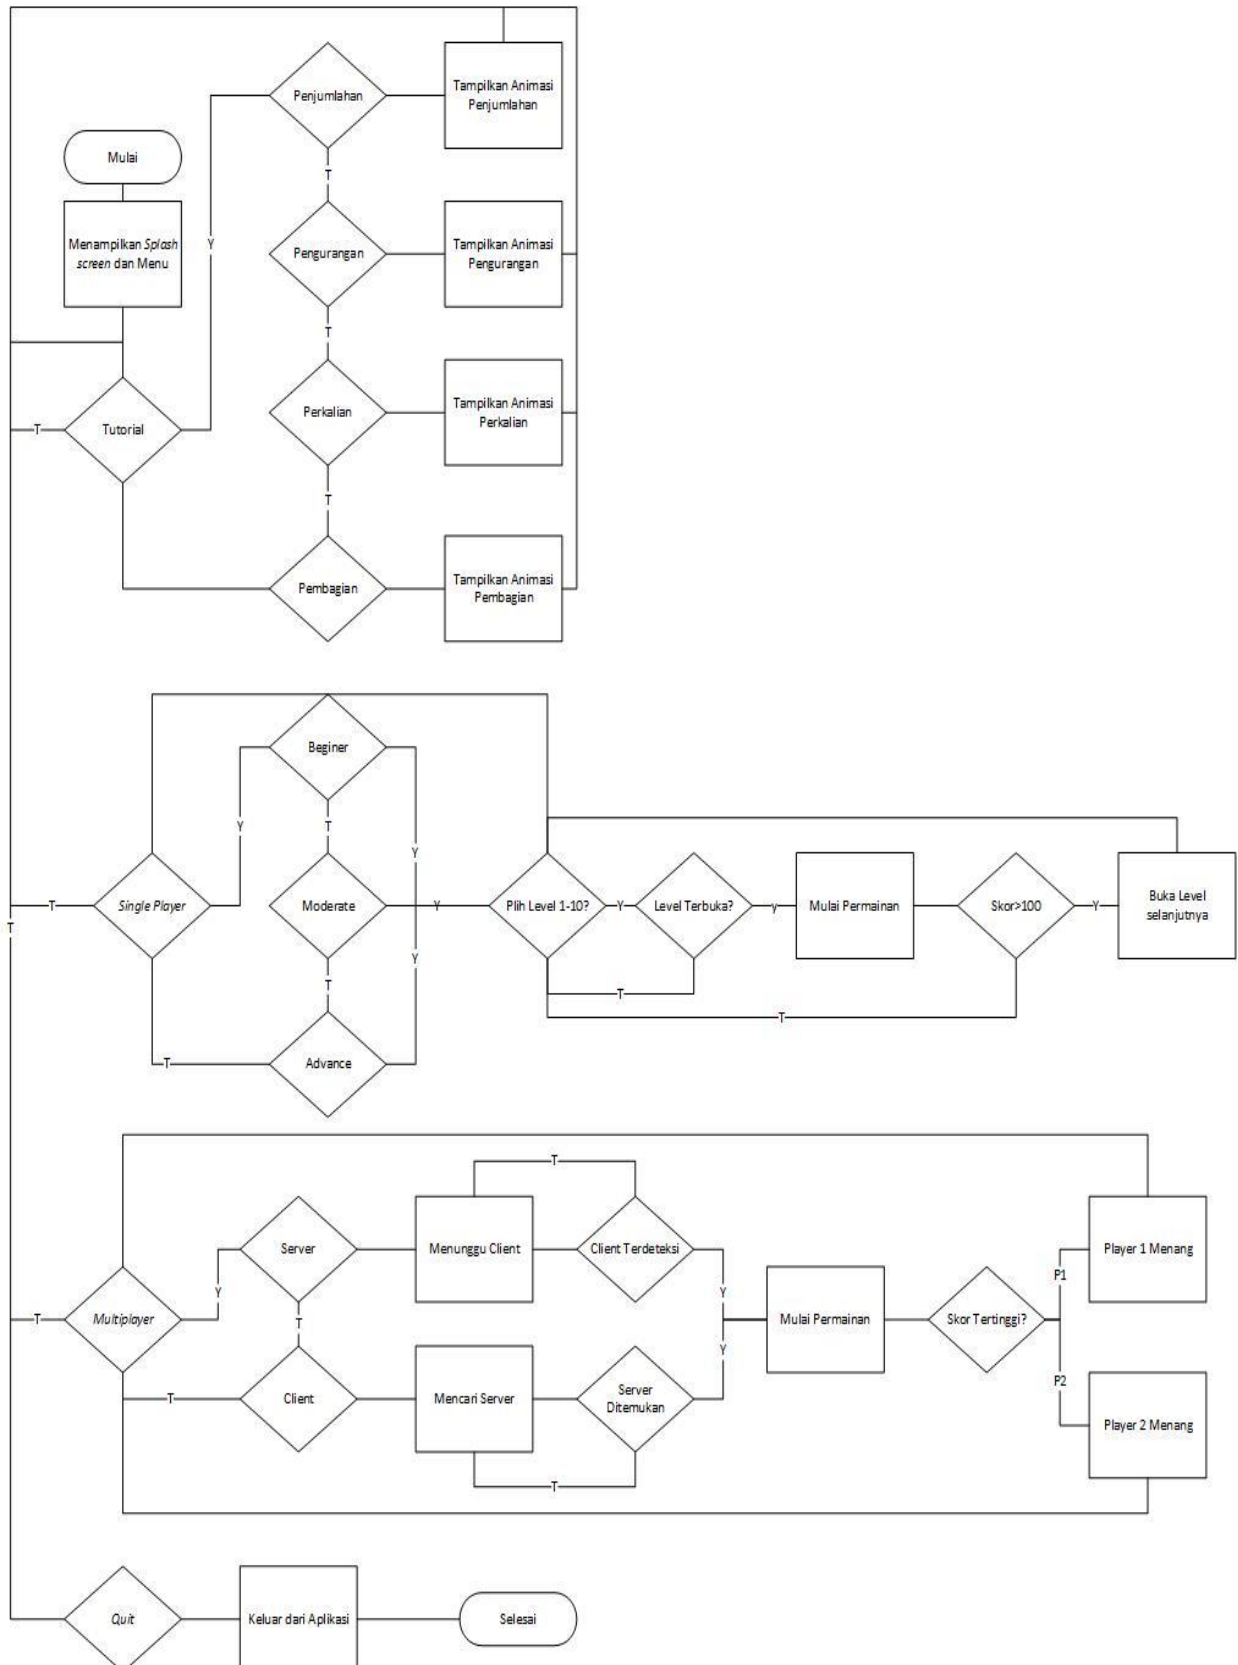 Penjumlahan
Tampilkan Animasi
Penjumlahan
Mulai
T
Menampilkan Splash
screen dan Menu
Y
Pengurangan
Tampilkan Animasi
Pengurangan
T
Perkalian
Tampilkan Animasi
Perkalian
T
Tutorial
T
Pembagian
Tampilkan Animasi
Pembagian
Beginer
Y
T
Y
T
Single Player
Moderate
Y
Plih Level 1-10?
Y
Level Terbuka?
y
Mulai Permainan
Skor>100
Y
Buka Level
selanjutnya
T
Y
T
T
T
T
Advance
T
Server
Menunggu Client
Client Terdeteksi
Player 1 Menang
Y
Y
P1
T
Multiplayer
T
Mulai Permainan
Skor Tertinggi?
Y
P2
T
Client
Mencari Server
Server
Ditemukan
Player 2 Menang
T
Quit
Keluar dari Aplikasi
Selesai